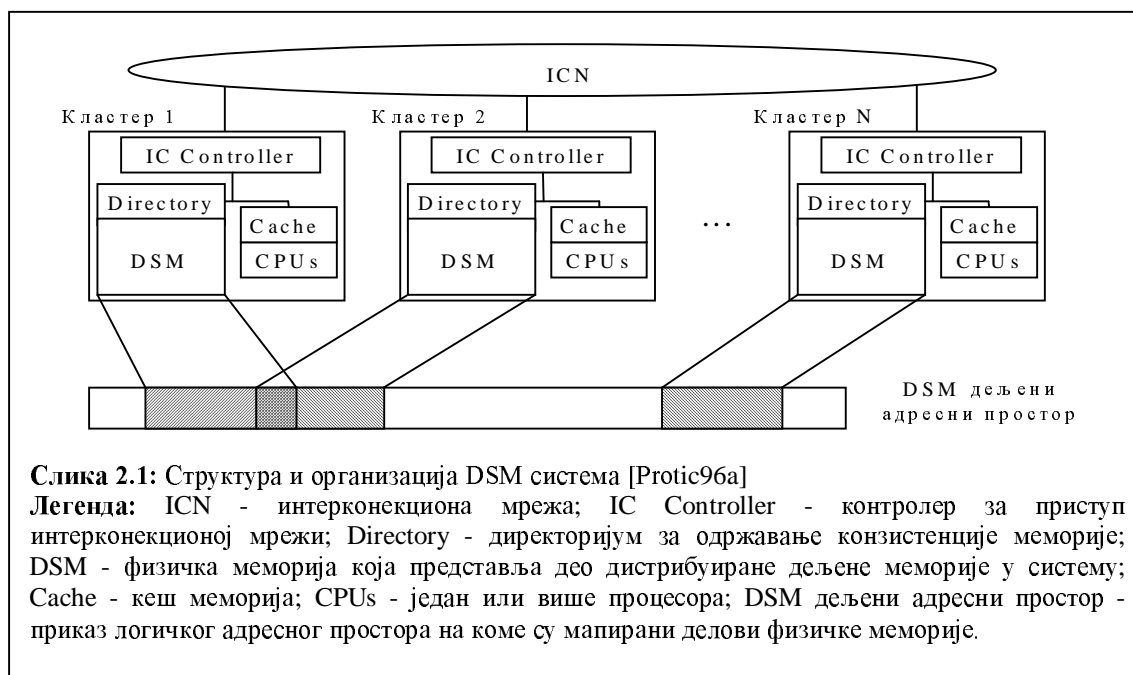 ICN
Кластер 1 Кластер 2 Кластер N
IC Controller IC Controller IC Controller
Directory Directory Directory
Cache Cache ... Cache
DSM CPUs DSM CPUs DSM CPUs
DSM дељени
адресни простор
Слика 2.1: Структура и организација DSM система [Protic96a]
Легенда: ICN - интерконекциона мрежа; IC Controller - контролер за приступ
интерконекционој мрежи; Directory - директоријум за одржавање конзистенције меморије;
DSM - физичка меморија која представља део дистрибуиране дељене меморије у систему;
Cache - кеш меморија; CPUs - један или више процесора; DSM дељени адресни простор -
приказ логичког адресног простора на коме су мапирани делови физичке меморије.